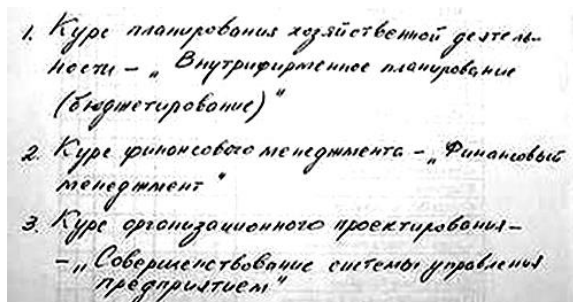 1. Курс планирования хозяйственной деятель-
ности - „Внутрифирменное планирование
(бюджетирование)"
2. Курс финансового менеджмента - „Финансовый
менеджмент"
3. Курс организационного проектирования -
- „Совершенствование системы управления
предприятием"